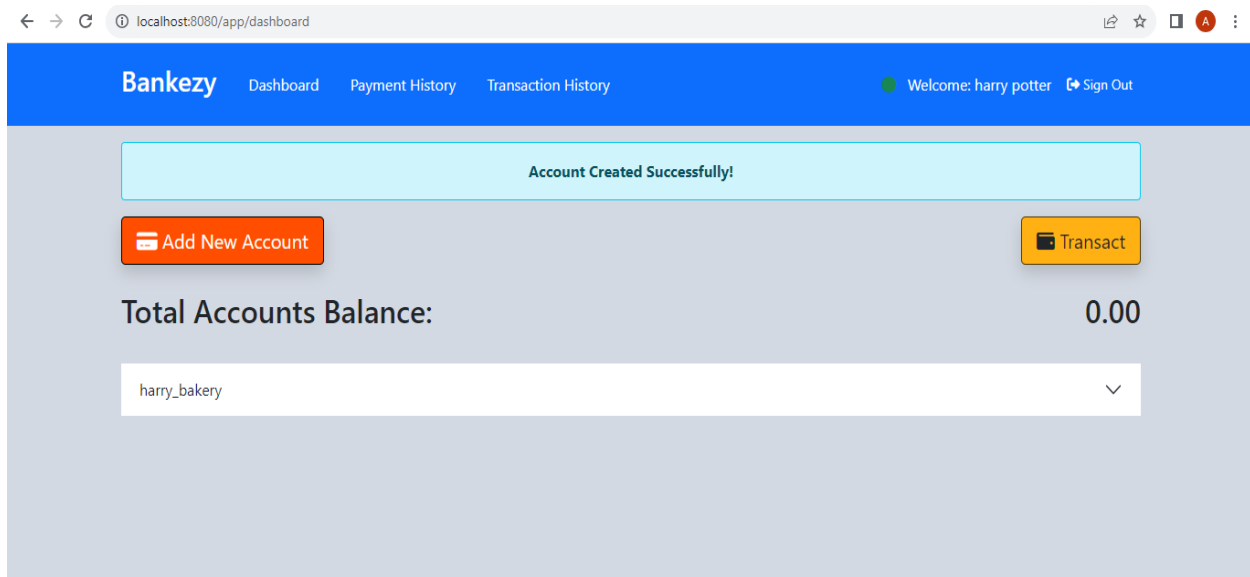 localhost:8080/app/dashboard
A
Bankezy Dashboard Payment History Transaction History Welcome: harry potter Sign Out
Account Created Successfully!
Add New Account Transact
Total Accounts Balance: 0.00
harry_bakery